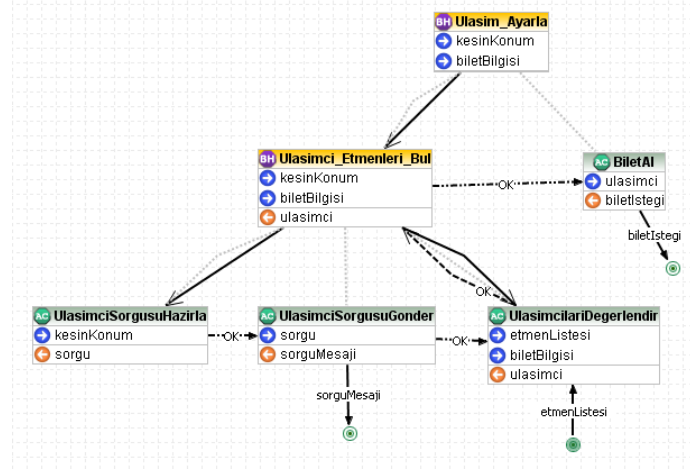 BH Ulasim_Ayarla
kesinKonum
biletBilgisi
BH Ulasimci_Etmenleri_Bul
kesinKonum
biletBilgisi
ulasimci
OK
AC BiletAl
ulasimci
biletIstegi
biletIstegi
OK
AC UlasimciSorgusuHazirla
kesinKonum
sorgu
OK
AC UlasimciSorgusuGonder
sorgu
sorguMesaji
OK
AC UlasimcilariDegerlendir
etmenListesi
biletBilgisi
ulasimci
sorguMesaji
etmenListesi